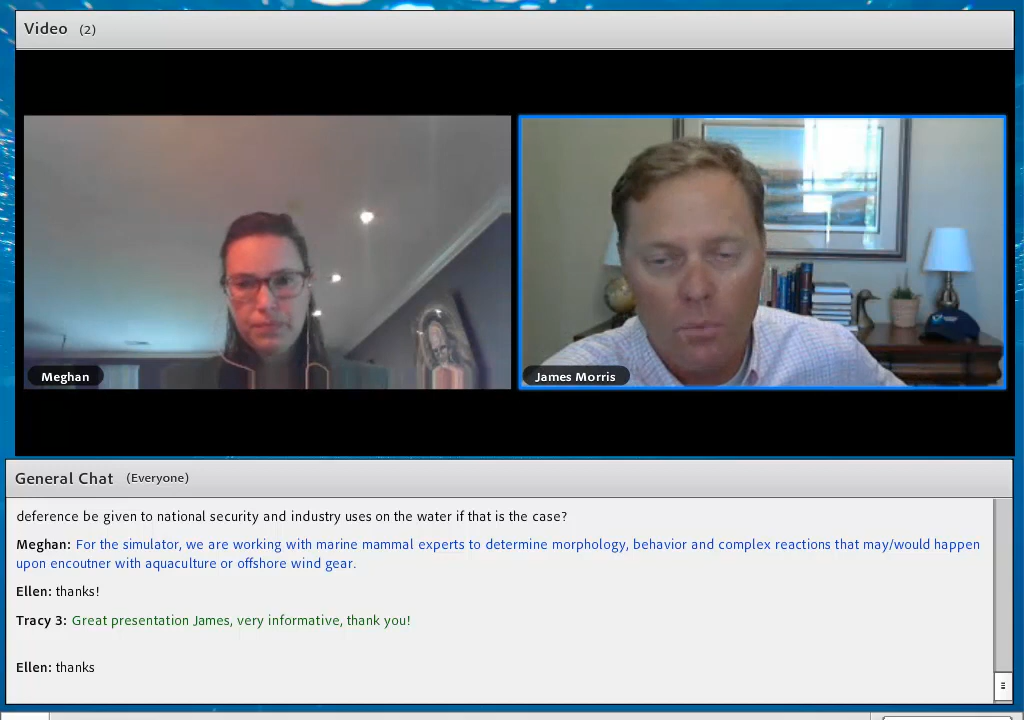 Video (2)
Meghan
James Morris
General Chat (Everyone)
deference be given to national security and industry uses on the water if that is the case?
Meghan: For the simulator, we are working with marine mammal experts to determine morphology, behavior and complex reactions that may/would happen
upon encoutner with aquaculture or offshore wind gear.
Ellen: thanks!
Tracy 3: Great presentation James, very informative, thank you!
Ellen: thanks